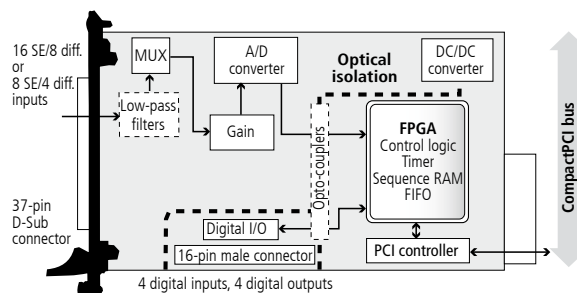 16 SE/8 diff.
or
8 SE/4 diff.
inputs
MUX
A/D
converter
Optical
isolation
DC/DC
converter
Low-pass
filters
Gain
Opto-couplers
FPGA
Control logic
Timer
Sequence RAM
FIFO
CompactPCI bus
37-pin
D-Sub
connector
Digital I/O
16-pin male connector
PCI controller
4 digital inputs, 4 digital outputs